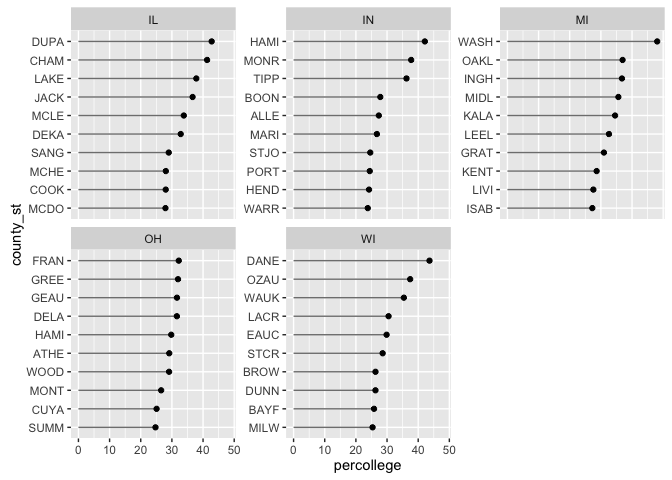 IL
DUPA
CHAM
LAKE
JACK
MCLE
DEKA
SANG
MCHE
COOK
MCDO
IN
HAMI
MONR
TIPP
BOON
ALLE
MARI
STJO
PORT
HEND
WARR
MI
WASH
OAKL
INGH
MIDL
KALA
LEEL
GRAT
KENT
LIVI
ISAB
county_st
OH
FRAN
GREE
GEAU
DELA
HAMI
ATHE
WOOD
MONT
CUYA
SUMM
0 10 20 30 40 50
WI
DANE
OZAU
WAUK
LACR
EAUC
STCR
BROW
DUNN
BAYF
MILW
0 10 20 30 40 50
percollege